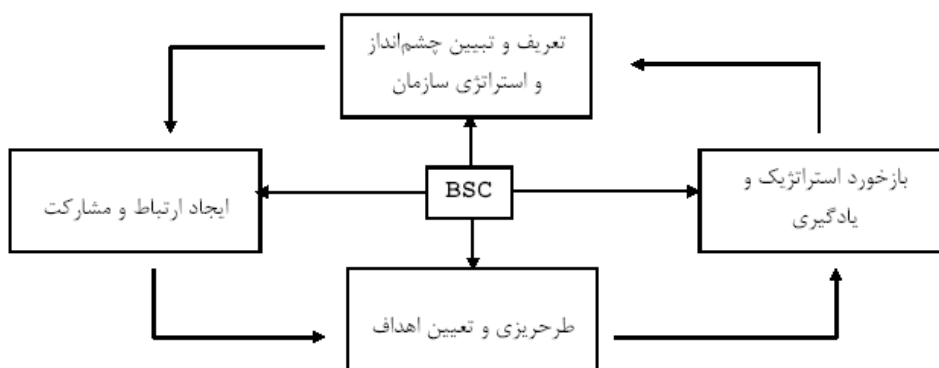 تعریف و تبیین چشم‌انداز
و استراتژی سازمان
بازخورد استراتژیک و
یادگیری
BSC
ایجاد ارتباط و مشارکت
طرحریزی و تعیین اهداف